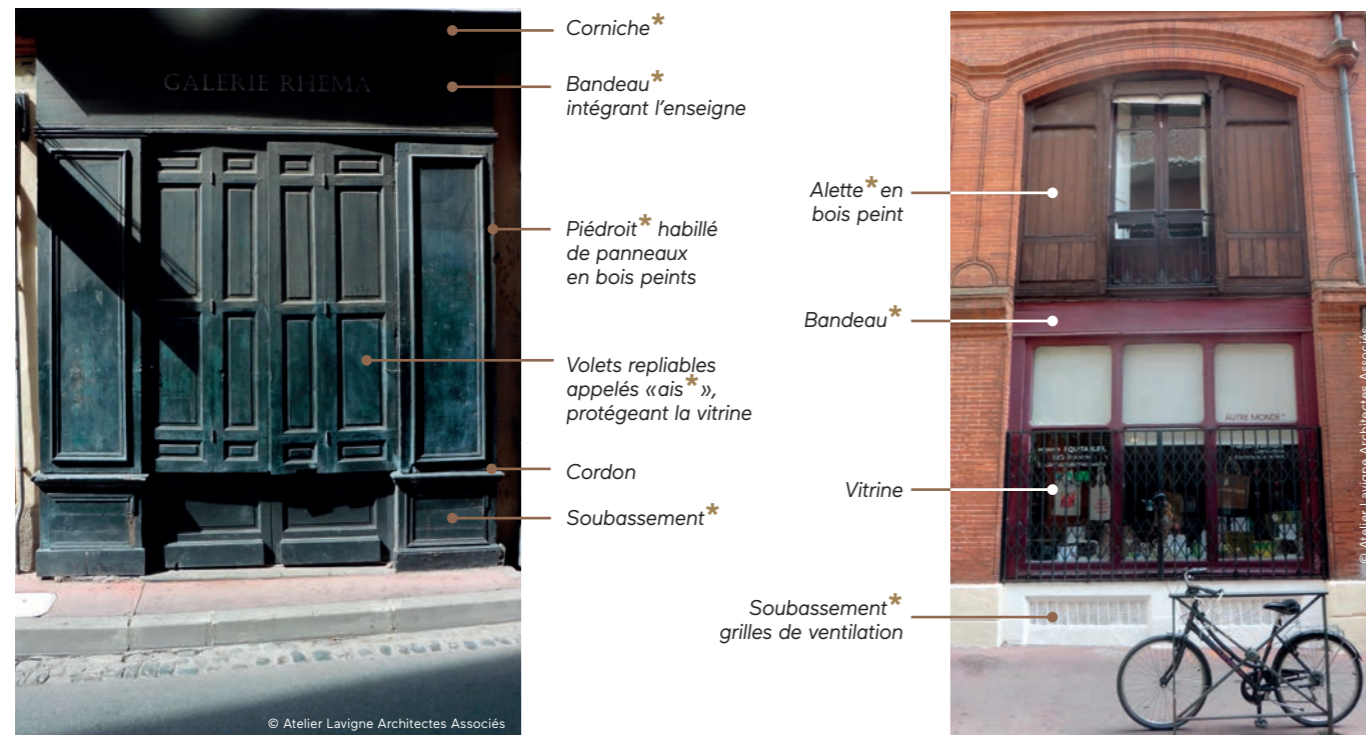 GALERIE RHEMA
Corniche*
Bandeau*
intégrant l'enseigne
Piédroit* habillé
de panneaux
en bois peints
Volets repliables
appelés «ais*»,
protégeant la vitrine
Cordon
Soubassement*
© Atelier Lavigne Architectes Associés
Alette* en
bois peint
Bandeau*
Vitrine
Soubassement*
grilles de ventilation
AUTRE MONDE
© Atelier Lavigne Architectes Associés